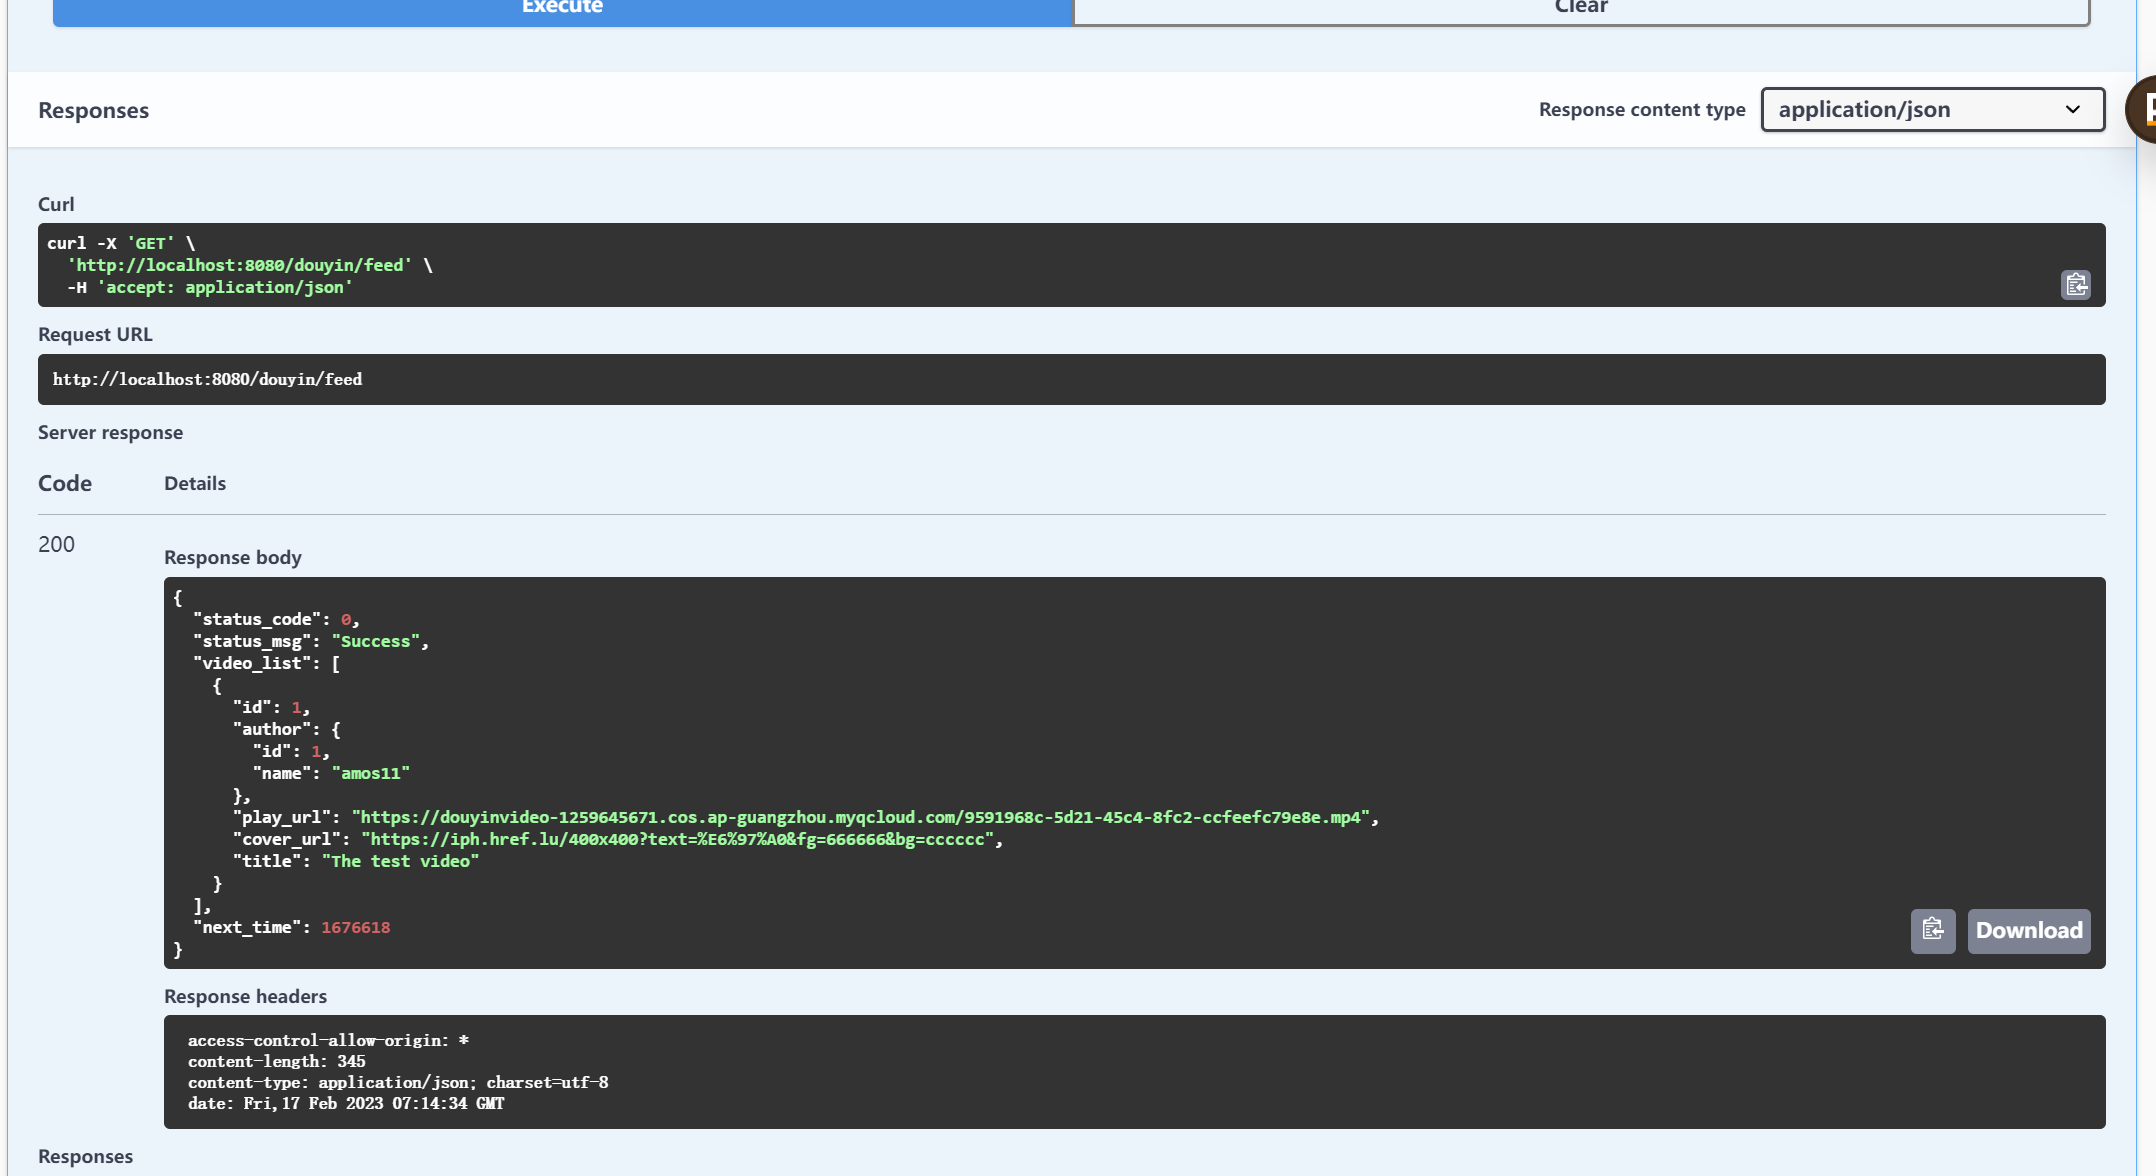 Execute
Clear
Responses
Response content type
application/json
Curl
curl -X 'GET' \
  'http://localhost:8080/douyin/feed' \
  -H 'accept: application/json'
Request URL
http://localhost:8080/douyin/feed
Server response
Code
Details
200
Response body
{
  "status_code": 0,
  "status_msg": "Success",
  "video_list": [
    {
      "id": 1,
      "author": {
        "id": 1,
        "name": "amos11"
      },
      "play_url": "https://douyinvideo-1259645671.cos.ap-guangzhou.myqcloud.com/9591968c-5d21-45c4-8fc2-ccfeefc79e8e.mp4",
      "cover_url": "https://iph.href.lu/400x400?text=%E6%97%A0&fg=666666&bg=cccccc",
      "title": "The test video"
    }
  ],
  "next_time": 1676618
}
Download
Response headers
access-control-allow-origin: *
content-length: 345
content-type: application/json; charset=utf-8
date: Fri,17 Feb 2023 07:14:34 GMT
Responses